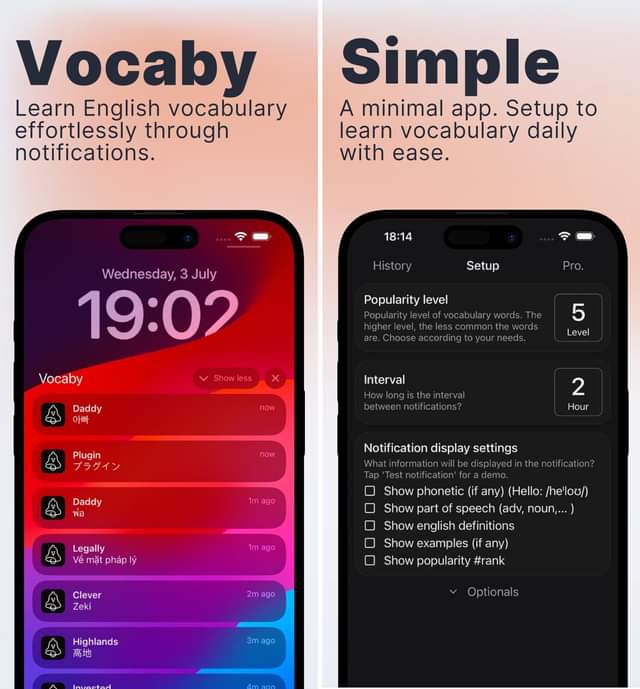 Vocaby
Learn English vocabulary
effortlessly through
notifications.
Wednesday, 3 July
19:02
Vocaby
Show less
Daddy
now
아빠
Plugin
now
プラグイン
Daddy
1m ago
พ่อ
Legally
1m ago
Về mặt pháp lý
Clever
2m ago
Zeki
Highlands
3m ago
高地
Invested
4m ago
Simple
A minimal app. Setup to
learn vocabulary daily
with ease.
18:14
History
Setup
Pro.
Popularity level
Popularity level of vocabulary words. The
higher level, the less common the words
are. Choose according to your needs.
5
Level
Interval
How long is the interval
between notifications?
2
Hour
Notification display settings
What information will be displayed in the notification?
Tap 'Test notification' for a demo.
Show phonetic (if any) (Hello: /heˈloʊ/)
Show part of speech (adv, noun,... )
Show english definitions
Show examples (if any)
Show popularity #rank
Optionals